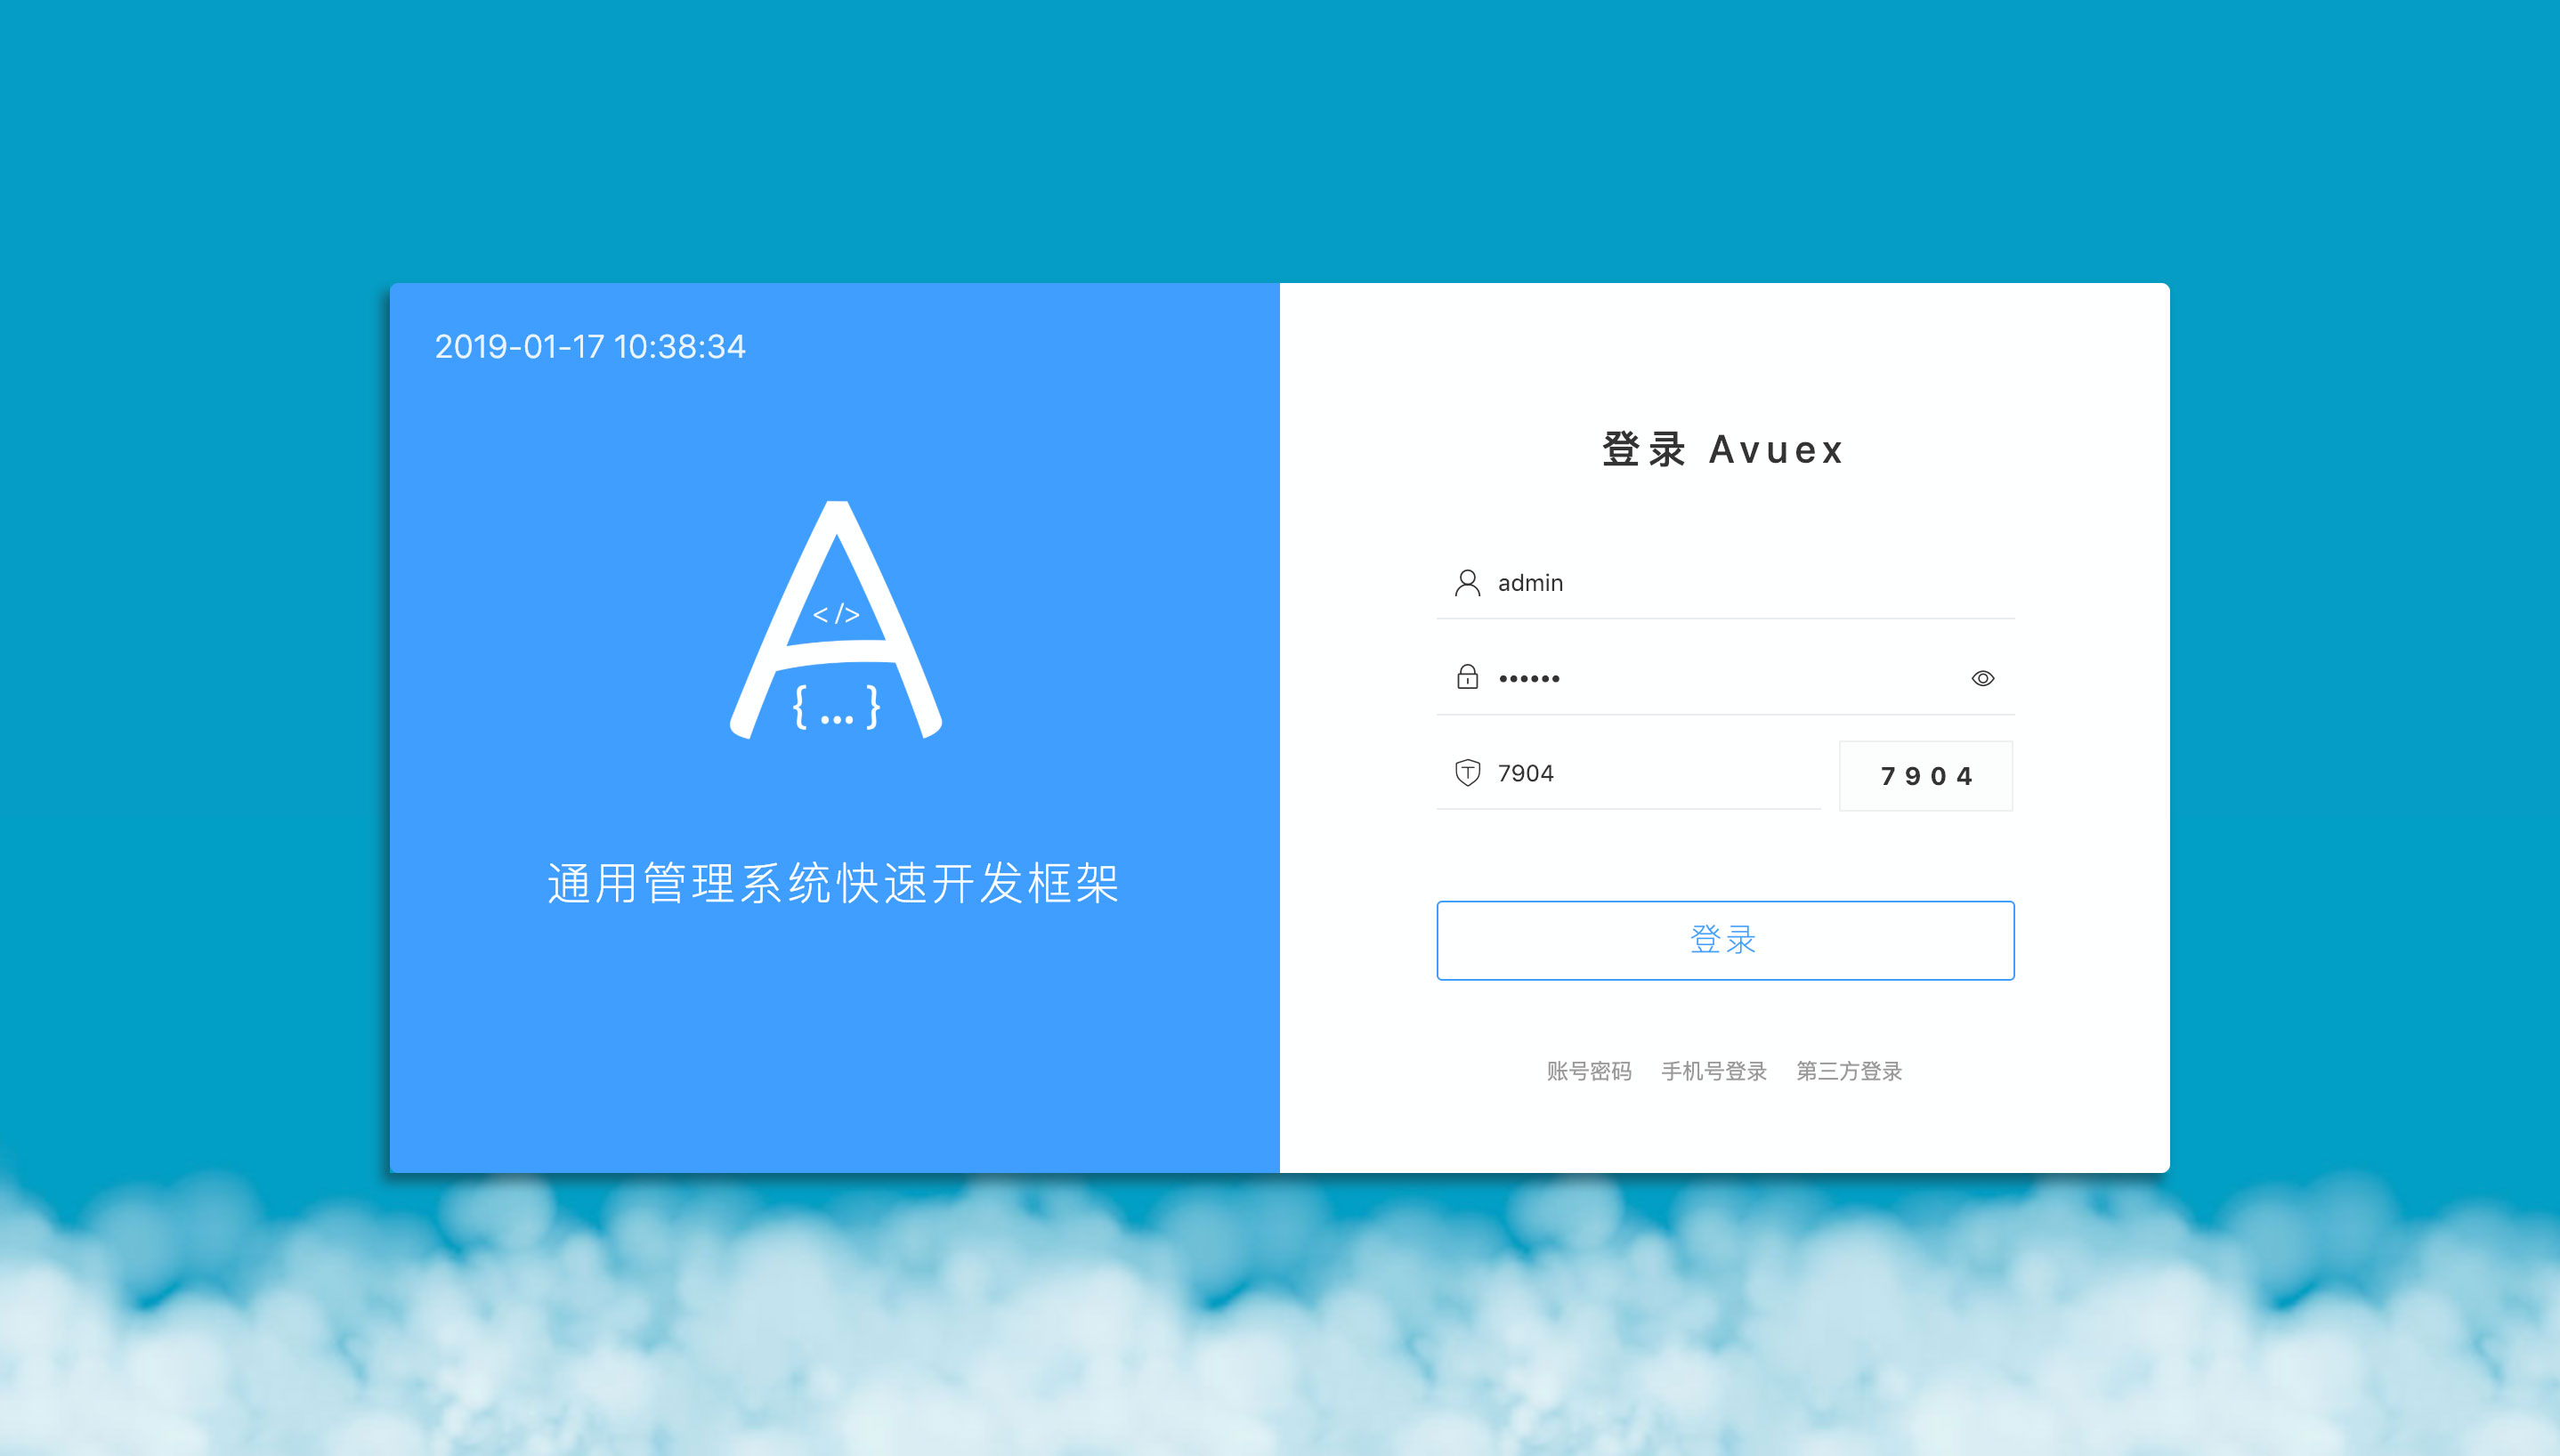 2019-01-17 10:38:34
A
</>
{ ... }
通用管理系统快速开发框架
登录 Avuex
admin
••••••
7904
7904
登录
账号密码 手机号登录 第三方登录